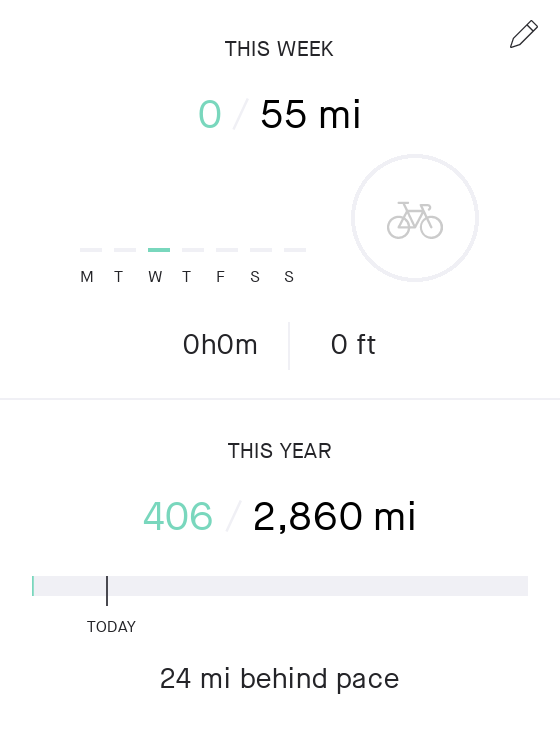 THIS WEEK
0 / 55 mi
M T W T F S S
0h0m 0 ft
THIS YEAR
406 / 2,860 mi
TODAY
24 mi behind pace